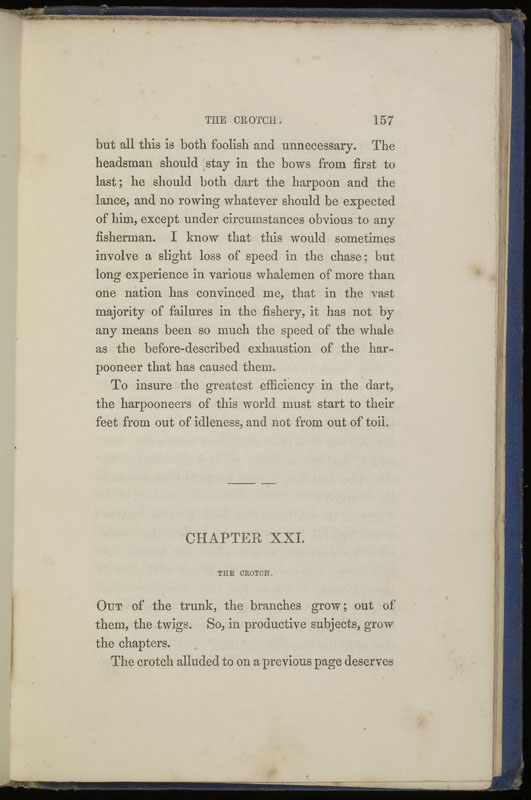 THE CROTCH. 157
but all this is both foolish and unnecessary. The
headsman should stay in the bows from first to
last; he should both dart the harpoon and the
lance, and no rowing whatever should be expected
of him, except under circumstances obvious to any
fisherman. I know that this would sometimes
involve a slight loss of speed in the chase; but
long experience in various whalemen of more than
one nation has convinced me, that in the vast
majority of failures in the fishery, it has not by
any means been so much the speed of the whale
as the before-described exhaustion of the har-
pooneer that has caused them.
To insure the greatest efficiency in the dart,
the harpooneers of this world must start to their
feet from out of idleness, and not from out of toil.
CHAPTER XXI.
THE CROTCH.
OUT of the trunk, the branches grow; out of
them, the twigs. So, in productive subjects, grow
the chapters.
The crotch alluded to on a previous page deserves